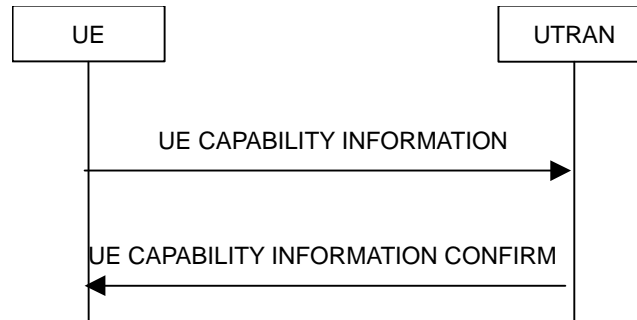 UE
UTRAN
UE CAPABILITY INFORMATION
UE CAPABILITY INFORMATION CONFIRM